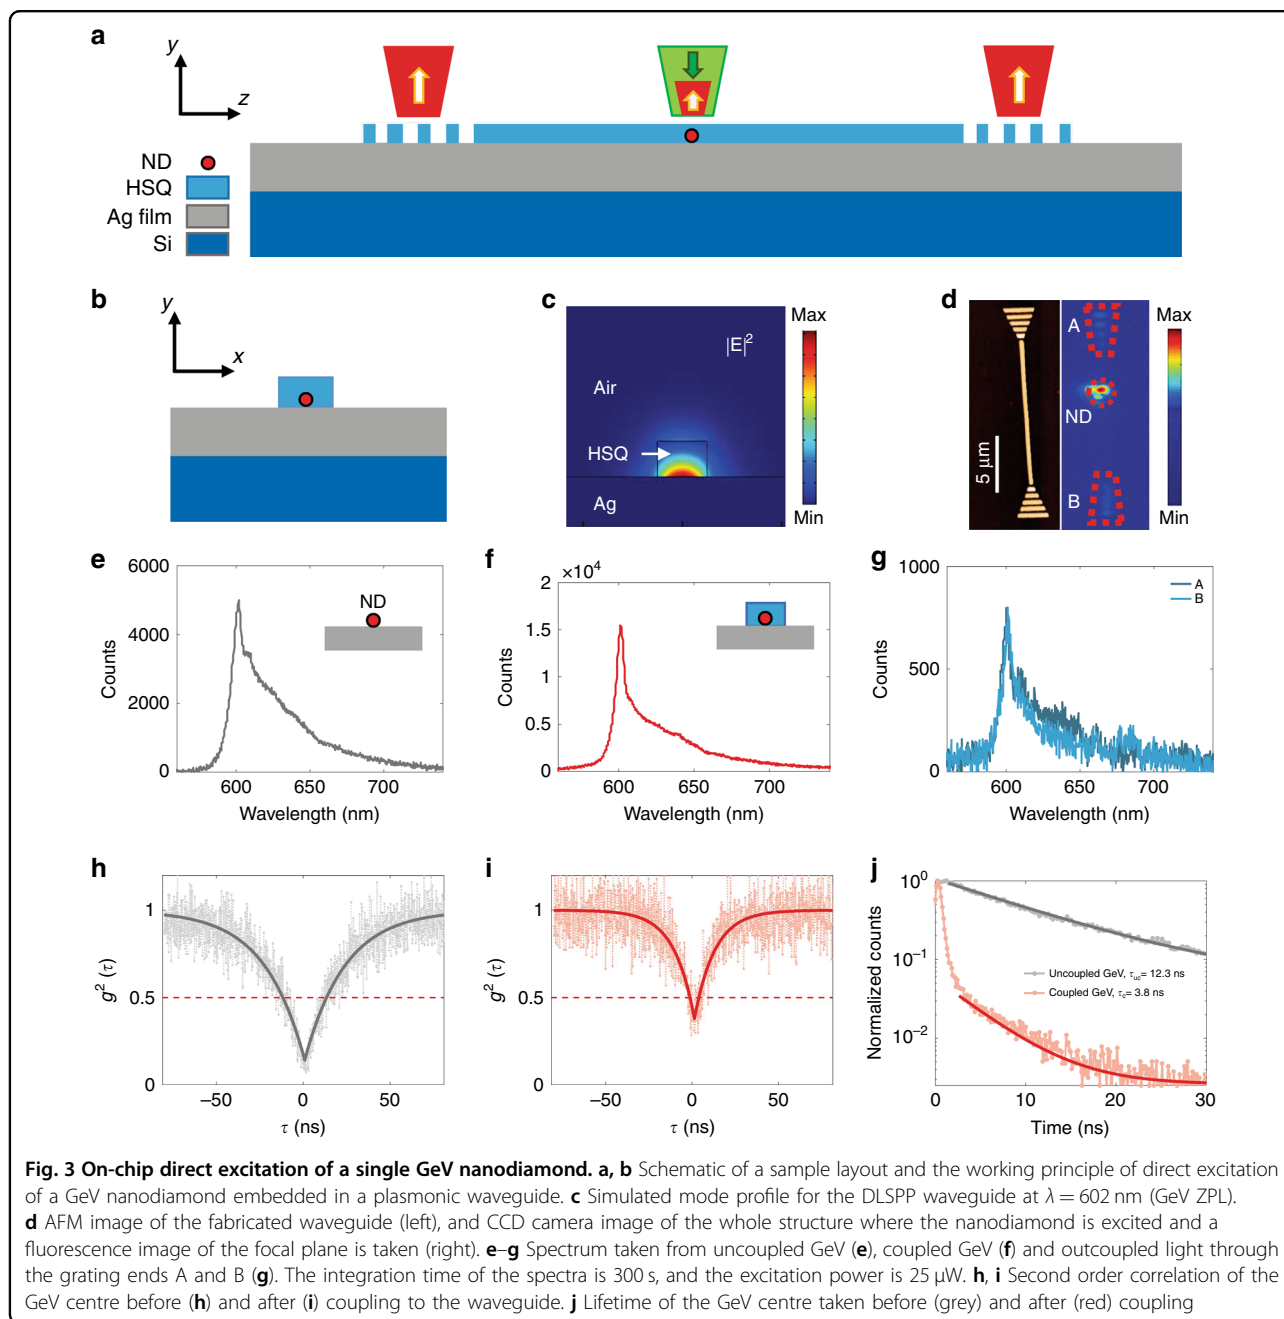 a
y
z
ND
HSQ
Ag film
Si
b
y
x
c
|E|²
Air
HSQ
Ag
Max
Min
d
5 μm
A
ND
B
Max
Min
e
6000
4000
2000
0
Counts
ND
600 650 700
Wavelength (nm)
f
×10⁴
2
1.5
1
0.5
0
Counts
600 650 700
Wavelength (nm)
g
1000
500
0
Counts
A
B
600 650 700
Wavelength (nm)
h
1
0.5
0
g² (τ)
−50 0 50
τ (ns)
i
1
0.5
0
g² (τ)
−50 0 50
τ (ns)
j
10⁰
10⁻¹
10⁻²
Normalized counts
Uncoupled GeV, τuc= 12.3 ns
Coupled GeV, τc= 3.8 ns
0 10 20 30
Time (ns)
Fig. 3 On-chip direct excitation of a single GeV nanodiamond. a, b Schematic of a sample layout and the working principle of direct excitation
of a GeV nanodiamond embedded in a plasmonic waveguide. c Simulated mode profile for the DLSPP waveguide at λ = 602 nm (GeV ZPL).
d AFM image of the fabricated waveguide (left), and CCD camera image of the whole structure where the nanodiamond is excited and a
fluorescence image of the focal plane is taken (right). e–g Spectrum taken from uncoupled GeV (e), coupled GeV (f) and outcoupled light through
the grating ends A and B (g). The integration time of the spectra is 300 s, and the excitation power is 25 μW. h, i Second order correlation of the
GeV centre before (h) and after (i) coupling to the waveguide. j Lifetime of the GeV centre taken before (grey) and after (red) coupling